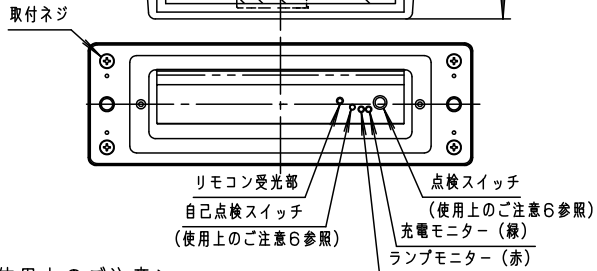 取付ネジ
リモコン受光部
点検スイッチ
(使用上のご注意6参照)
自己点検スイッチ
(使用上のご注意6参照)
充電モニター (緑)
ランプモニター (赤)